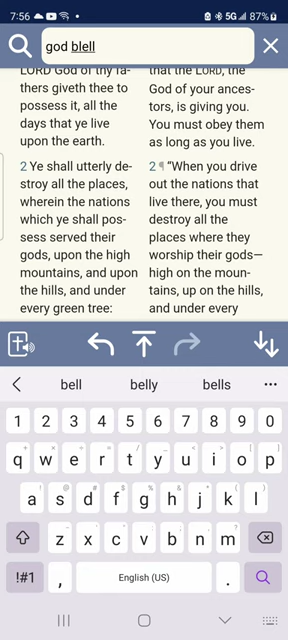 7:56 5G 87%
god blell
LORD God of thy fa-
thers giveth thee to
possess it, all the
days that ye live
upon the earth.
2 Ye shall utterly de-
stroy all the places,
wherein the nations
which ye shall pos-
sess served their
gods, upon the high
mountains, and upon
the hills, and under
every green tree:
that the LORD, the
God of your ances-
tors, is giving you.
You must obey them
as long as you live.
2 ¶ “When you drive
out the nations that
live there, you must
destroy all the
places where they
worship their gods—
high on the moun-
tains, up on the hills,
and under every
bell belly bells
1 2 3 4 5 6 7 8 9 0
q w e r t y u i o p
a s d f g h j k l
z x c v b n m
!#1 , English (US) .